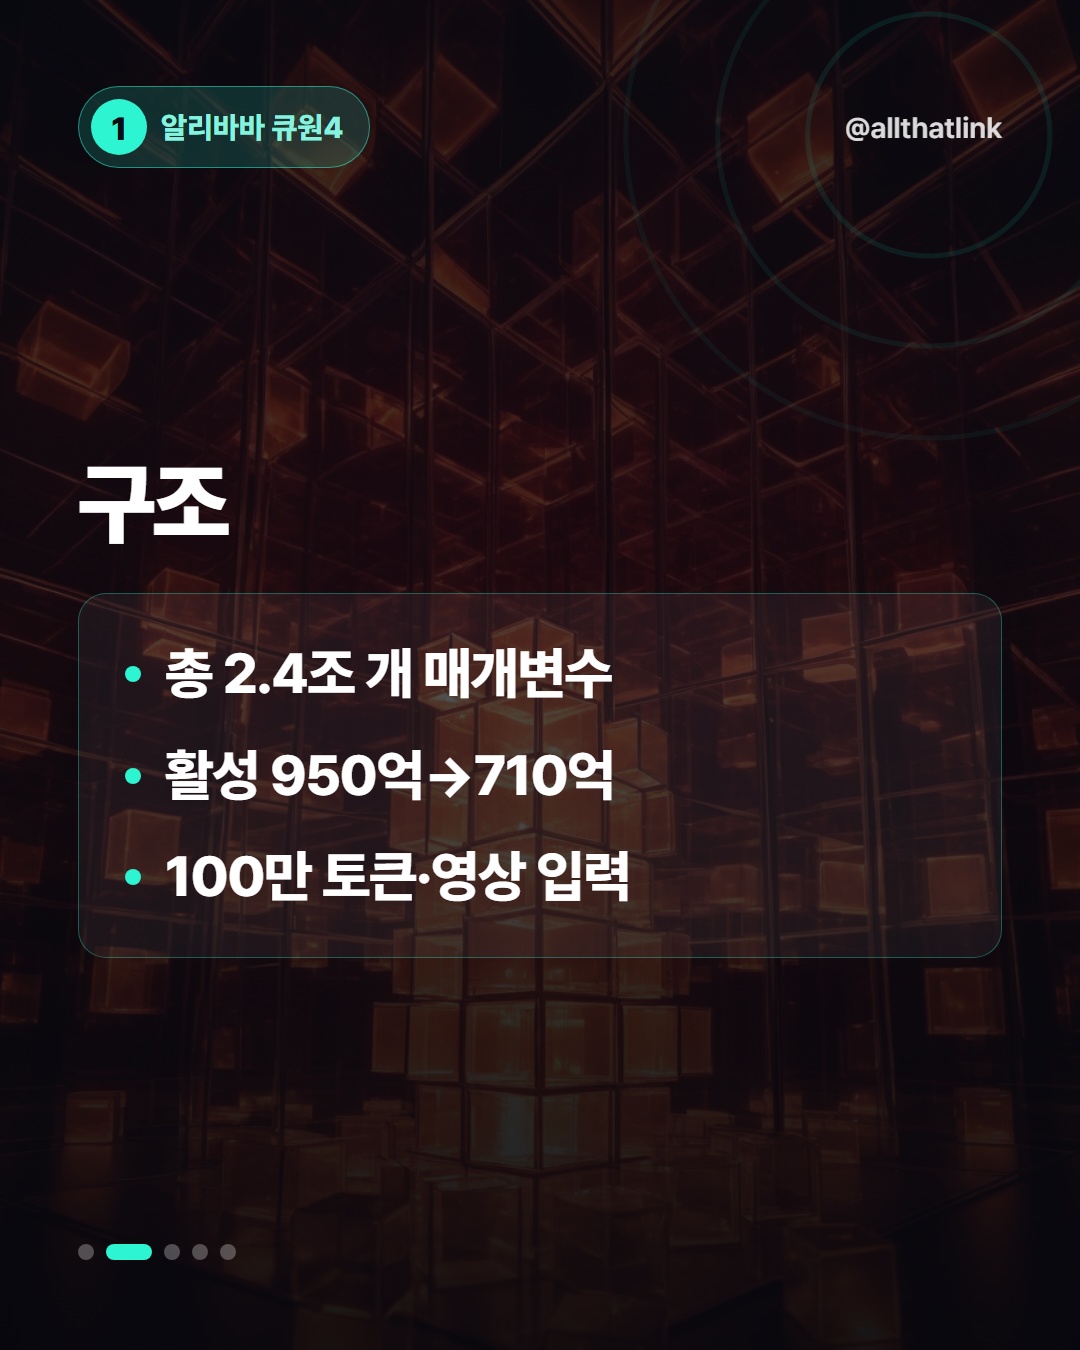 1 알리바바 큐원4
@allthatlink
구조
• 총 2.4조 개 매개변수
• 활성 950억→710억
• 100만 토큰·영상 입력